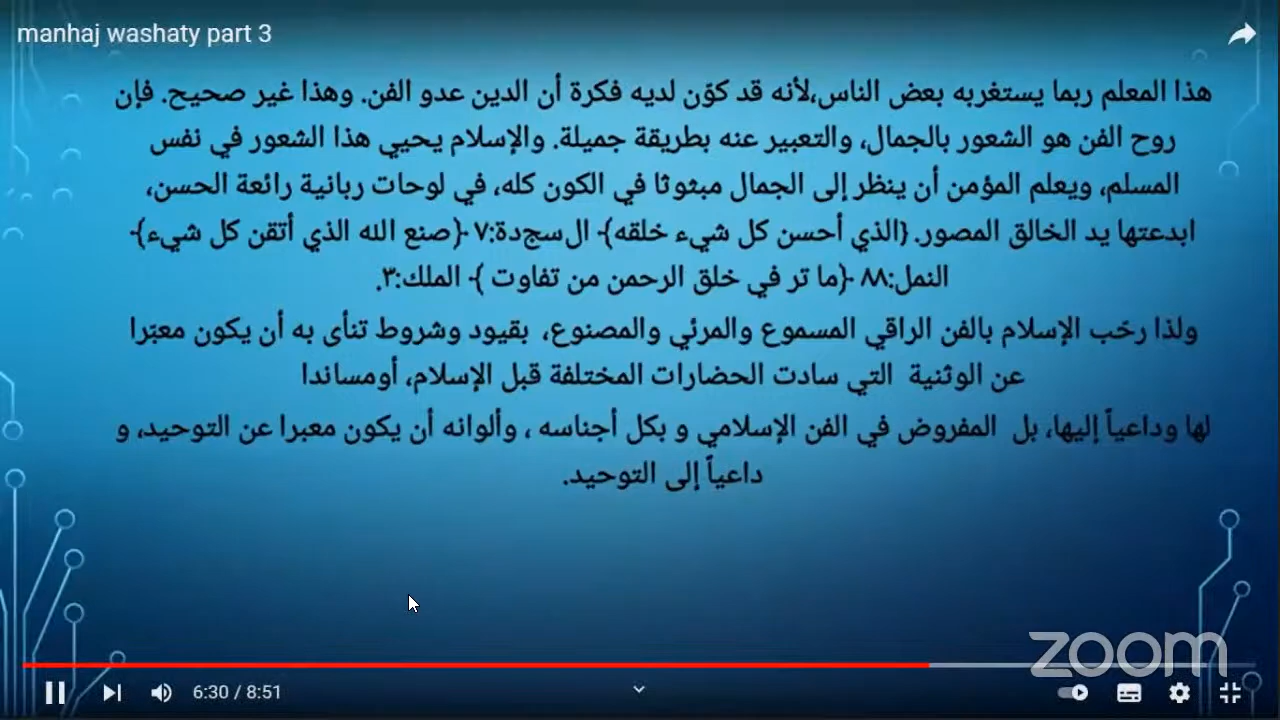 manhaj washaty part 3
هذا المعلم ربما يستغربه بعض الناس،لأنه قد كوّن لديه فكرة أن الدين عدو الفن. وهذا غير صحيح. فإن
روح الفن هو الشعور بالجمال، والتعبير عنه بطريقة جميلة. والإسلام يحيي هذا الشعور في نفس
المسلم، ويعلم المؤمن أن ينظر إلى الجمال مبثوثا في الكون كله، في لوحات ربانية رائعة الحسن،
ابدعتها يد الخالق المصور. {الذي أحسن كل شيء خلقه}- السجدة:٧ -{صنع الله الذي أتقن كل شيء}-
النمل:٨٨ -{ما تر في خلق الرحمن من تفاوت }- الملك:٣.
ولذا رحّب الإسلام بالفن الراقي المسموع والمرئي والمصنوع، بقيود وشروط تنأى به أن يكون معبّرا
عن الوثنية التي سادت الحضارات المختلفة قبل الإسلام، أومساندا
لها وداعياً إليها، بل المفروض في الفن الإسلامي و بكل أجناسه ، وألوانه أن يكون معبرا عن التوحيد، و
داعياً إلى التوحيد.
zoom
6:30 / 8:51